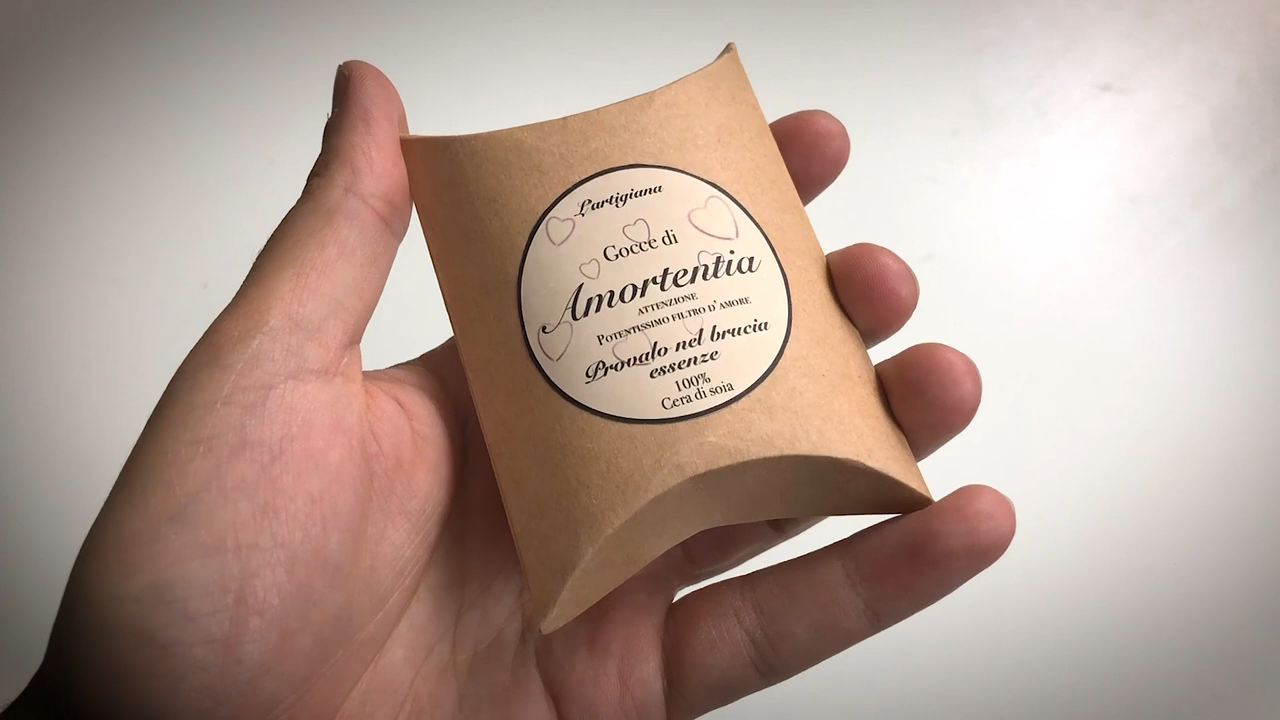 L'artigiana
Gocce di
Amortentia
ATTENZIONE
POTENTISSIMO FILTRO D'AMORE
Provalo nel brucia
essenze
100%
Cera di soia